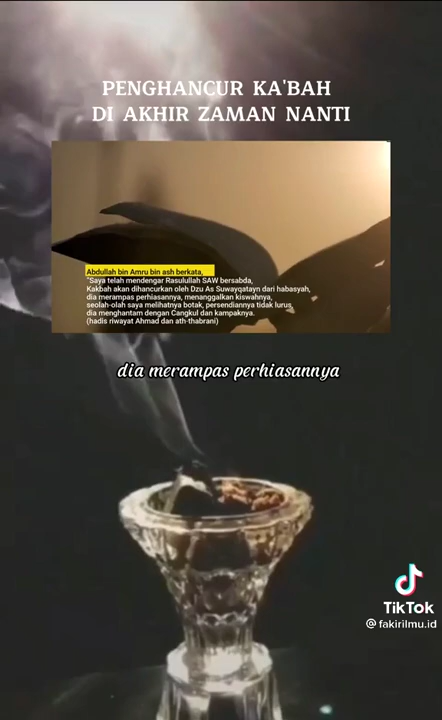 PENGHANCUR KA'BAH
DI AKHIR ZAMAN NANTI
Abdullah bin Amru bin ash berkata,
"Saya telah mendengar Rasulullah SAW bersabda,
Kakbah akan dihancurkan oleh Dzu As Suwayqatayn dari habasyah,
dia merampas perhiasannya, menanggalkan kiswahnya,
seolah-olah saya melihatnya botak, persendiannya tidak lurus,
dia menghantam dengan Cangkul dan kampaknya.
(hadis riwayat Ahmad dan ath-thabrani)
dia merampas perhiasannya
TikTok
@fakirilmu.id